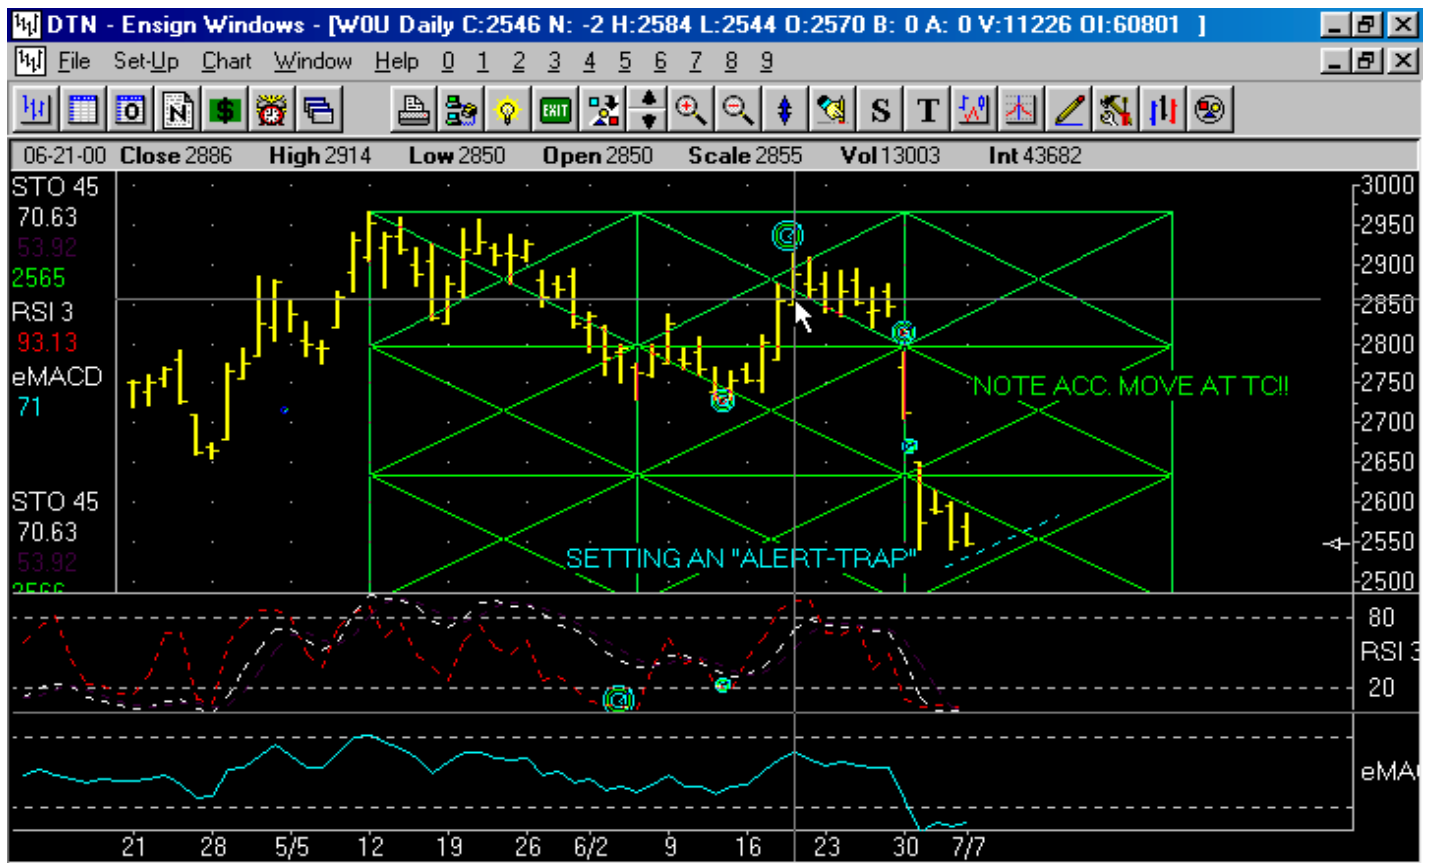 DTN - Ensign Windows - [W0U Daily C:2546 N: -2 H:2584 L:2544 O:2570 B: 0 A: 0 V:11226 OI:60801 ]
File Set-Up Chart Window Help 0 1 2 3 4 5 6 7 8 9
O N $ EXIT S T
06-21-00 Close 2886 High 2914 Low 2850 Open 2850 Scale 2855 Vol 13003 Int 43682
STO 45
70.63
53.92
2565
RSI 3
93.13
eMACD
71
STO 45
70.63
53.92
3000
2950
2900
2850
2800
2750
2700
2650
2600
2550
2500
NOTE ACC. MOVE AT TC!!
SETTING AN "ALERT-TRAP"
80
RSI 3
20
eMA
21 28 5/5 12 19 26 6/2 9 16 23 30 7/7